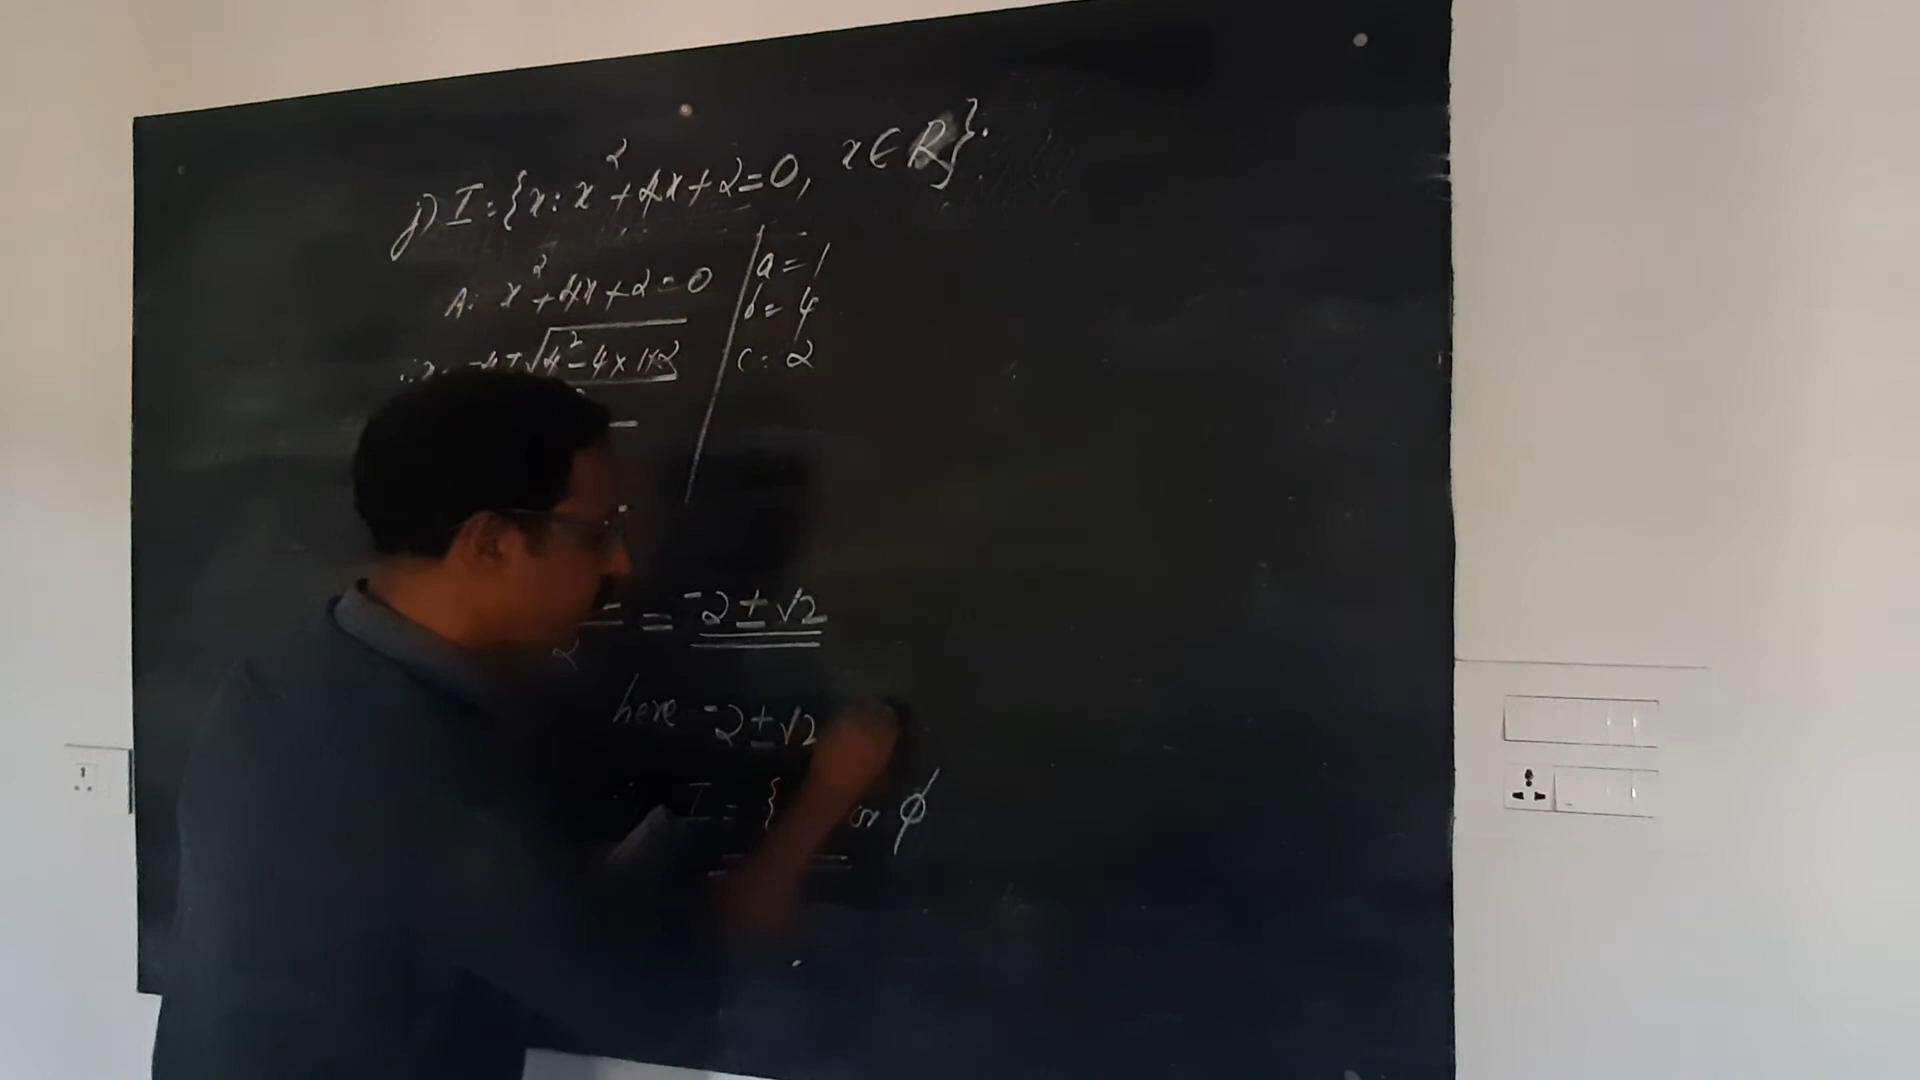 j) I = {x: x² + 4x + 2 = 0, x ∈ R}.
A: x² + 4x + 2 = 0
a = 1
b = 4
c = 2
√4² - 4 × 1 × 2
2
= -2 ± √2
here -2 ± √2
∴ I = { or ϕ